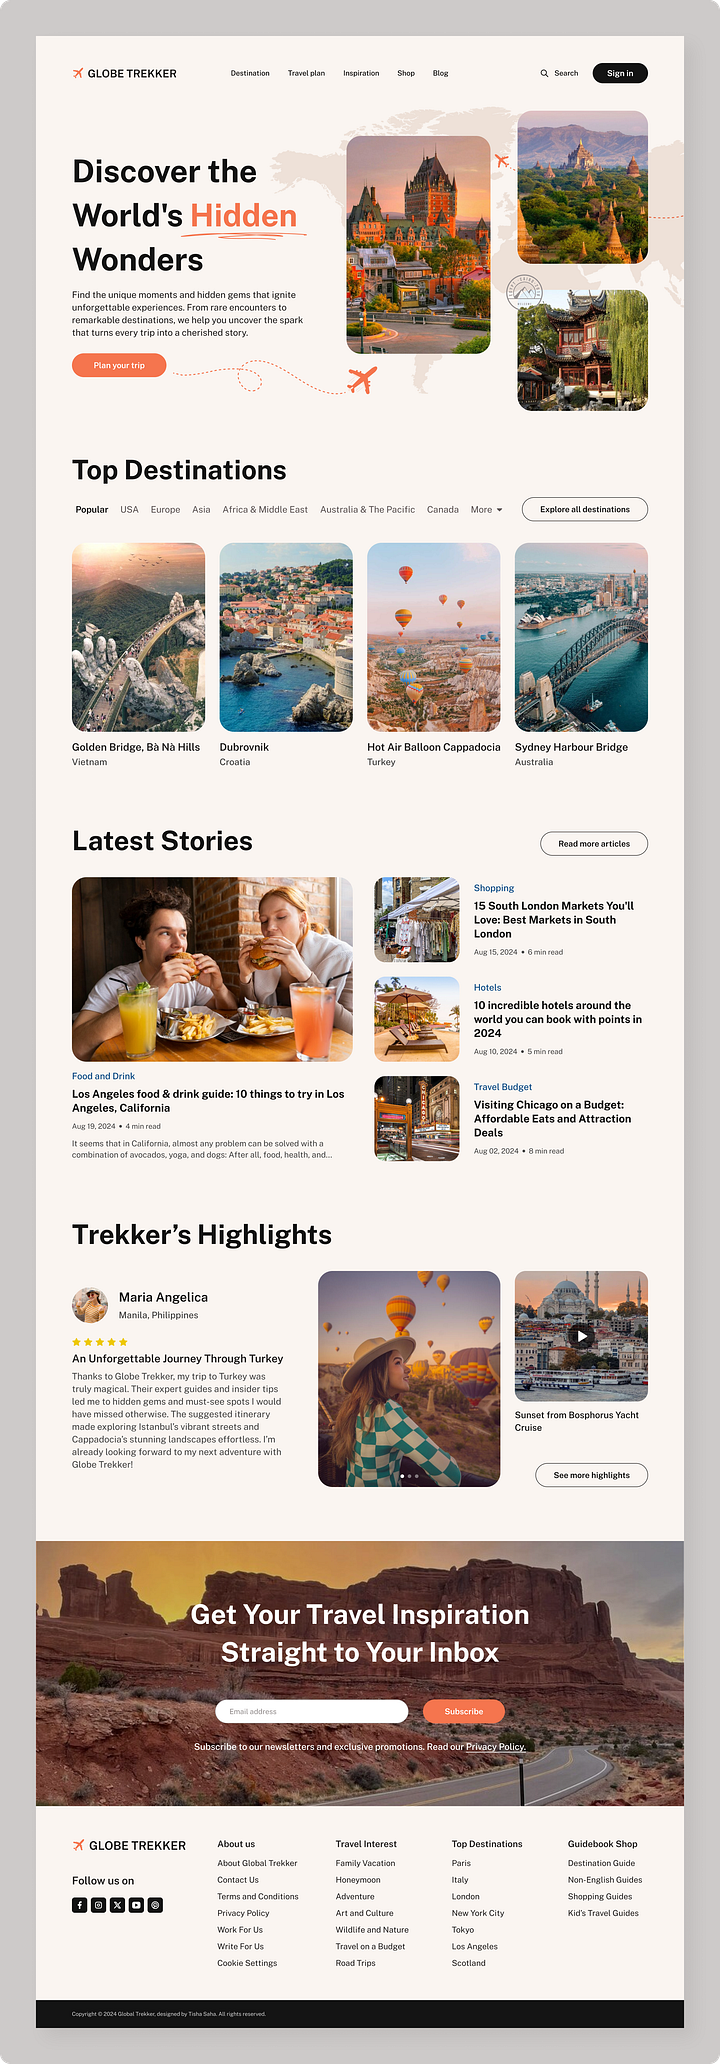 GLOBE TREKKER
Destination
Travel plan
Inspiration
Shop
Blog
Search
Sign in
Discover the
World's Hidden
Wonders
Find the unique moments and hidden gems that ignite
unforgettable experiences. From rare encounters to
remarkable destinations, we help you uncover the spark
that turns every trip into a cherished story.
Plan your trip
Top Destinations
Popular
USA
Europe
Asia
Africa & Middle East
Australia & The Pacific
Canada
More
Explore all destinations
Golden Bridge, Bà Nà Hills
Vietnam
Dubrovnik
Croatia
Hot Air Balloon Cappadocia
Turkey
Sydney Harbour Bridge
Australia
Latest Stories
Read more articles
Food and Drink
Los Angeles food & drink guide: 10 things to try in Los
Angeles, California
Aug 19, 2024 • 4 min read
It seems that in California, almost any problem can be solved with a
combination of avocados, yoga, and dogs: After all, food, health, and...
Shopping
15 South London Markets You'll
Love: Best Markets in South
London
Aug 15, 2024 • 6 min read
Hotels
10 incredible hotels around the
world you can book with points in
2024
Aug 10, 2024 • 5 min read
CHICAGO
Travel Budget
Visiting Chicago on a Budget:
Affordable Eats and Attraction
Deals
Aug 02, 2024 • 8 min read
Trekker’s Highlights
Maria Angelica
Manila, Philippines
An Unforgettable Journey Through Turkey
Thanks to Globe Trekker, my trip to Turkey was
truly magical. Their expert guides and insider tips
led me to hidden gems and must-see spots I would
have missed otherwise. The suggested itinerary
made exploring Istanbul's vibrant streets and
Cappadocia's stunning landscapes effortless. I'm
already looking forward to my next adventure with
Globe Trekker!
Sunset from Bosphorus Yacht
Cruise
See more highlights
Get Your Travel Inspiration
Straight to Your Inbox
Email address
Subscribe
Subscribe to our newsletters and exclusive promotions. Read our Privacy Policy.
GLOBE TREKKER
Follow us on
About us
About Global Trekker
Contact Us
Terms and Conditions
Privacy Policy
Work For Us
Write For Us
Cookie Settings
Travel Interest
Family Vacation
Honeymoon
Adventure
Art and Culture
Wildlife and Nature
Travel on a Budget
Road Trips
Top Destinations
Paris
Italy
London
New York City
Tokyo
Los Angeles
Scotland
Guidebook Shop
Destination Guide
Non-English Guides
Shopping Guides
Kid's Travel Guides
Copyright © 2024 Global Trekker, designed by Tisha Saha. All rights reserved.